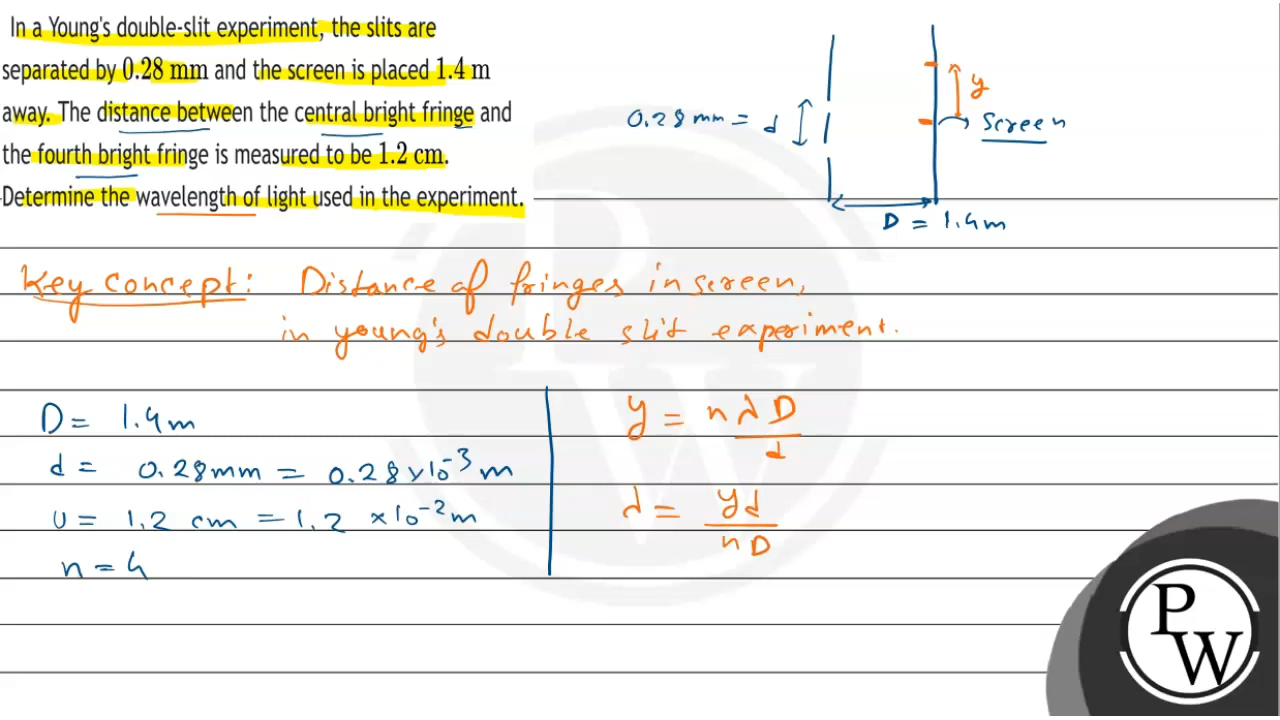 In a Young's double-slit experiment, the slits are
separated by 0.28 mm and the screen is placed 1.4 m
away. The distance between the central bright fringe and
the fourth bright fringe is measured to be 1.2 cm.
Determine the wavelength of light used in the experiment.
0.28 mm = d
y
Screen
D = 1.4m
Key concept: Distance of fringes in screen,
in young's double slit experiment.
D = 1.4m
d = 0.28mm = 0.28×10⁻³ m
υ = 1.2 cm = 1.2 ×10⁻² m
n = 4
y = nλD/d
λ = yd/nD
PW
PW